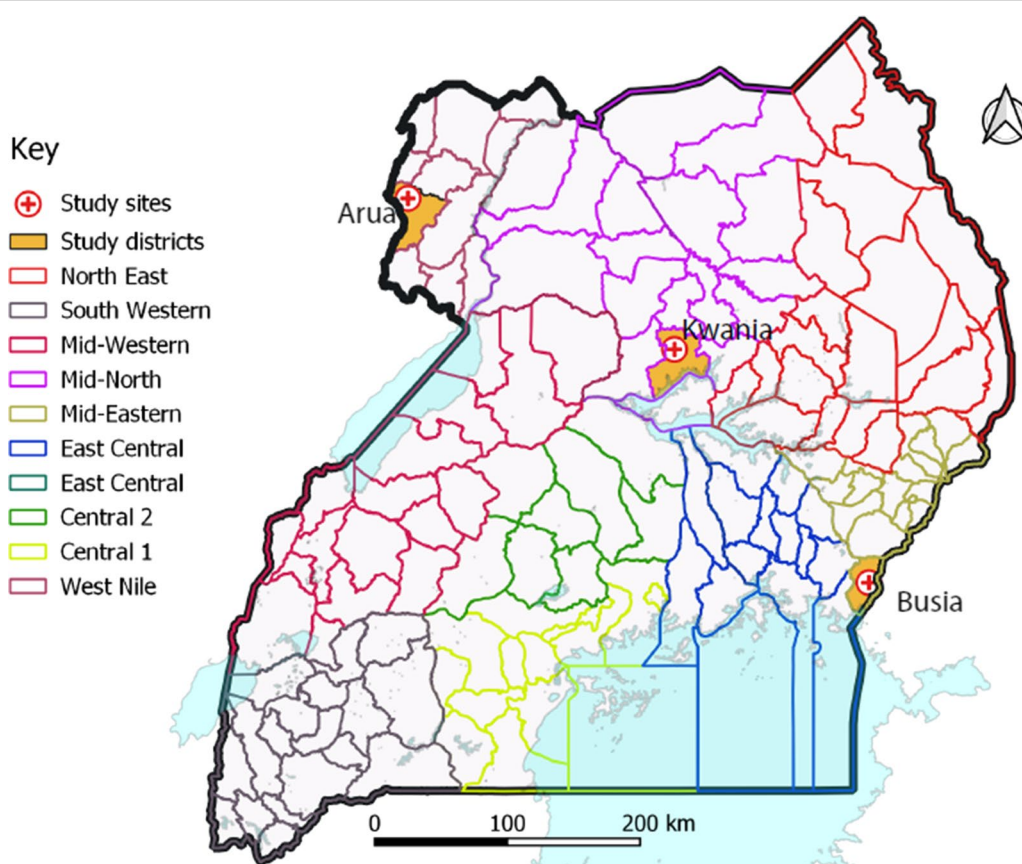 Key
Study sites
Study districts
North East
South Western
Mid-Western
Mid-North
Mid-Eastern
East Central
East Central
Central 2
Central 1
West Nile
Arua
Kwania
Busia
0 100 200 km